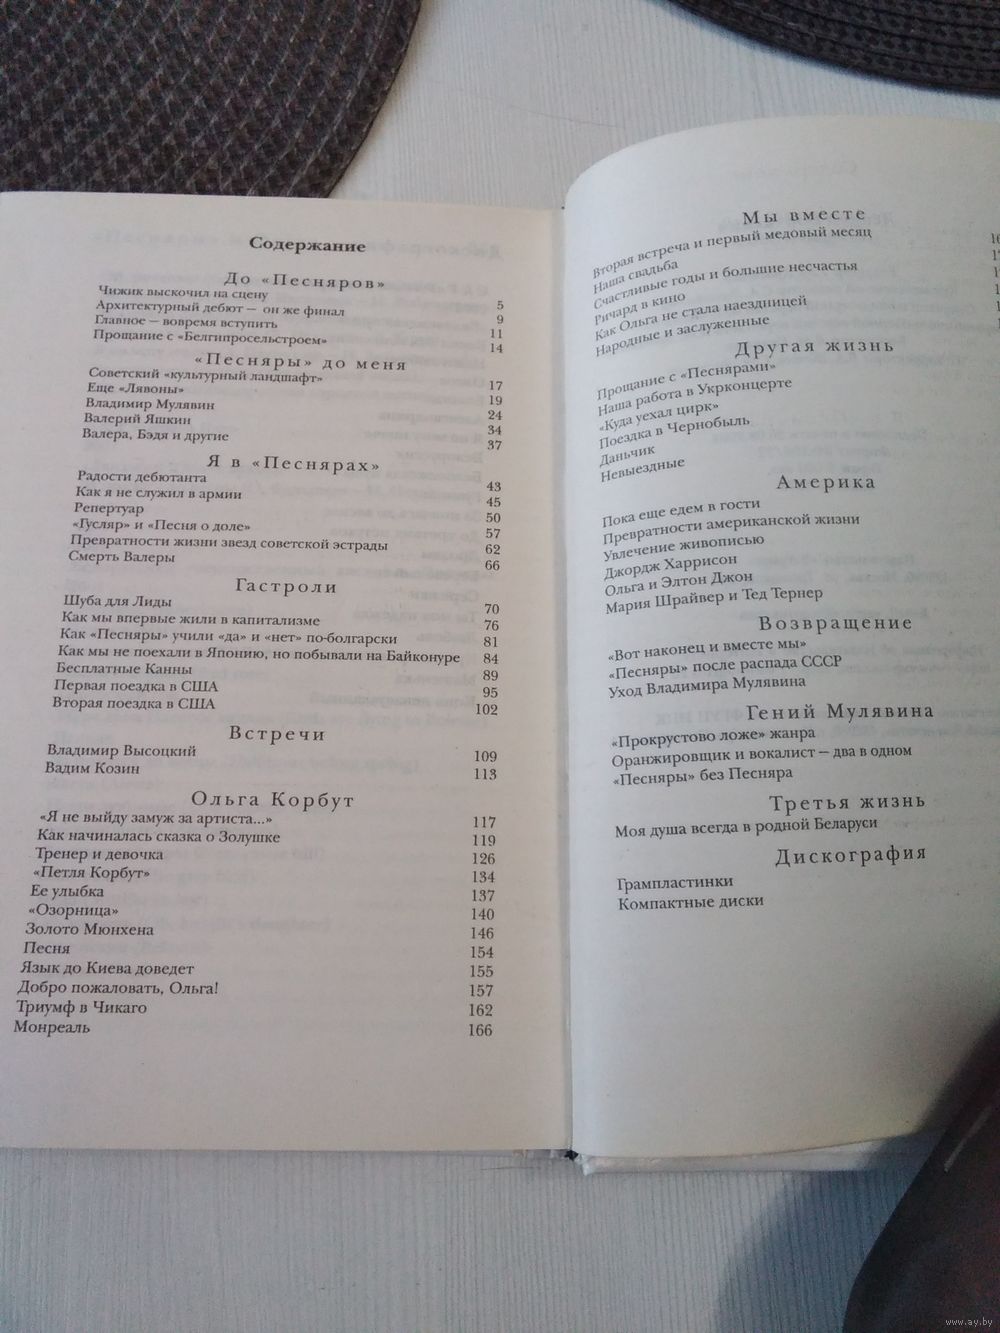 Содержание
До «Песняров»
Чижик выскочил на сцену 5
Архитектурный дебют — он же финал 9
Главное — вовремя вступить 11
Прощание с «Белгипросельстроем» 14
«Песняры» до меня
Советский «культурный ландшафт» 17
Еще «Лявоны» 19
Владимир Мулявин 24
Валерий Яшкин 34
Валера, Бэдя и другие 37
Я в «Песнярах»
Радости дебютанта 43
Как я не служил в армии 45
Репертуар 50
«Гусляр» и «Песня о доле» 57
Превратности жизни звезд советской эстрады 62
Смерть Валеры 66
Гастроли
Шуба для Лиды 70
Как мы впервые жили в капитализме 76
Как «Песняры» учили «да» и «нет» по-болгарски 81
Как мы не поехали в Японию, но побывали на Байконуре 84
Бесплатные Канны 89
Первая поездка в США 95
Вторая поездка в США 102
Встречи
Владимир Высоцкий 109
Вадим Козин 113
Ольга Корбут
«Я не выйду замуж за артиста...» 117
Как начиналась сказка о Золушке 119
Тренер и девочка 126
«Петля Корбут» 134
Ее улыбка 137
«Озорница» 140
Золото Мюнхена 146
Песня 154
Язык до Киева доведет 155
Добро пожаловать, Ольга! 157
Триумф в Чикаго 162
Монреаль 166
Мы вместе
Вторая встреча и первый медовый месяц
Наша свадьба
Счастливые годы и большие несчастья
Ричард в кино
Как Ольга не стала наездницей
Народные и заслуженные
Другая жизнь
Прощание с «Песнярами»
Наша работа в Укрконцерте
«Куда уехал цирк»
Поездка в Чернобыль
Даньчик
Невыездные
Америка
Пока еще едем в гости
Превратности американской жизни
Увлечение живописью
Джордж Харрисон
Ольга и Элтон Джон
Мария Шрайвер и Тед Тернер
Возвращение
«Вот наконец и вместе мы»
«Песняры» после распада СССР
Уход Владимира Мулявина
Гений Мулявина
«Прокрустово ложе» жанра
Оранжировщик и вокалист — два в одном
«Песняры» без Песняра
Третья жизнь
Моя душа всегда в родной Беларуси
Дискография
Грампластинки
Компактные диски
www.ay.by